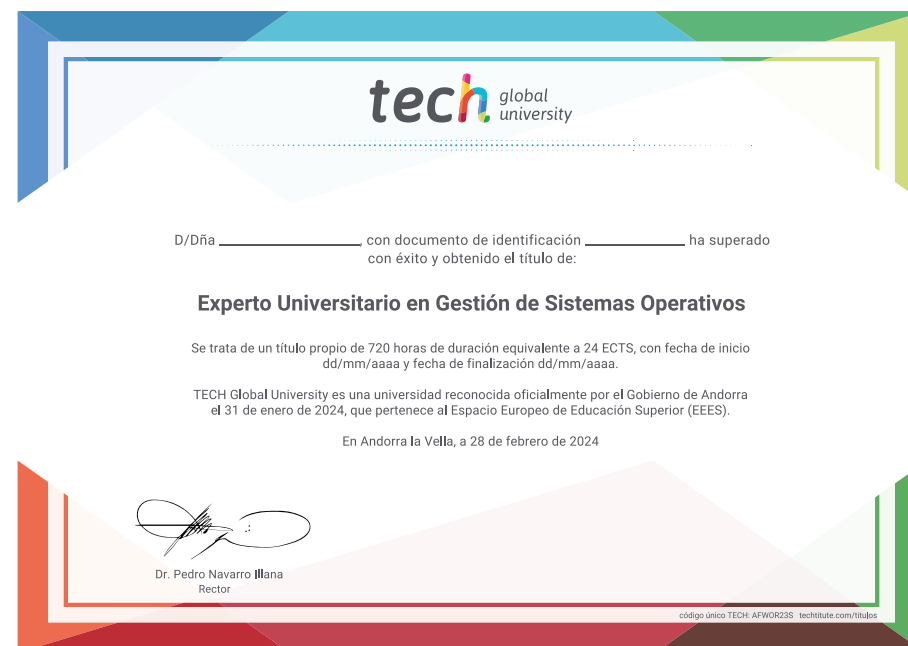 tech global university
D/Dña ____________________, con documento de identificación ______________ ha superado
con éxito y obtenido el título de:
Experto Universitario en Gestión de Sistemas Operativos
Se trata de un título propio de 720 horas de duración equivalente a 24 ECTS, con fecha de inicio
dd/mm/aaaa y fecha de finalización dd/mm/aaaa.
TECH Global University es una universidad reconocida oficialmente por el Gobierno de Andorra
el 31 de enero de 2024, que pertenece al Espacio Europeo de Educación Superior (EEES).
En Andorra la Vella, a 28 de febrero de 2024
Dr. Pedro Navarro Illana
Rector
código único TECH: AFWOR23S techtitute.com/titulos